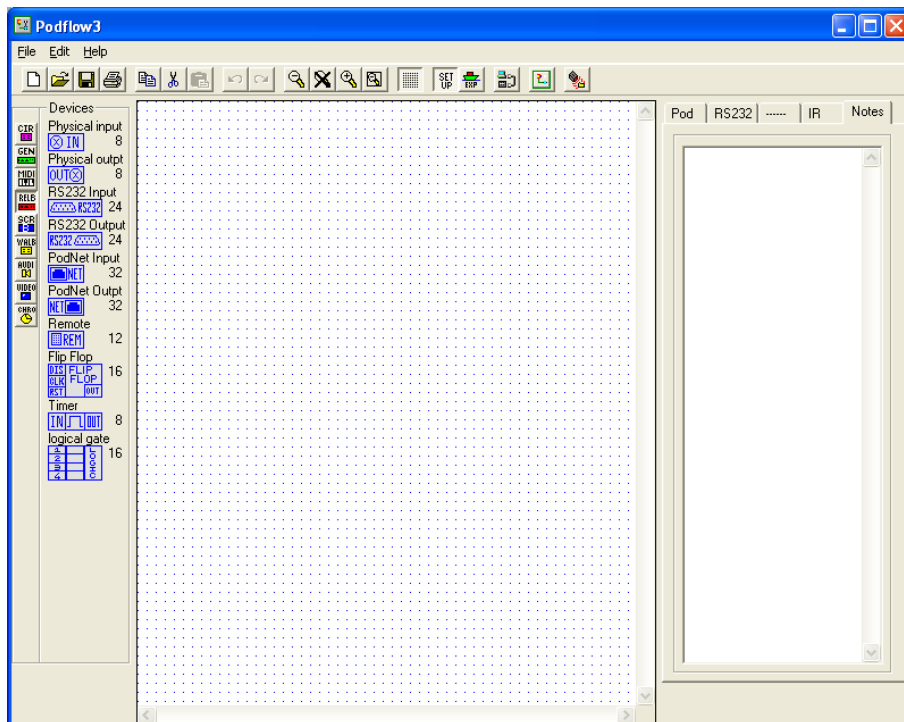 Podflow3
File Edit Help
SET UP
EXP
Devices
CIR
GEN
MIDI
RELB
SCR
WALB
AUDI
VIDEO
CHRO
Physical input
IN 8
Physical outpt
OUT 8
RS232 Input
RS232 24
RS232 Output
RS232 24
PodNet Input
NET 32
PodNet Outpt
NET 32
Remote
REM 12
Flip Flop
DIS FLIP 16
CLK FLOP
RST OUT
Timer
IN OUT 8
logical gate
1 2 3 4 LOGIC 16
Pod RS232 ----- IR Notes